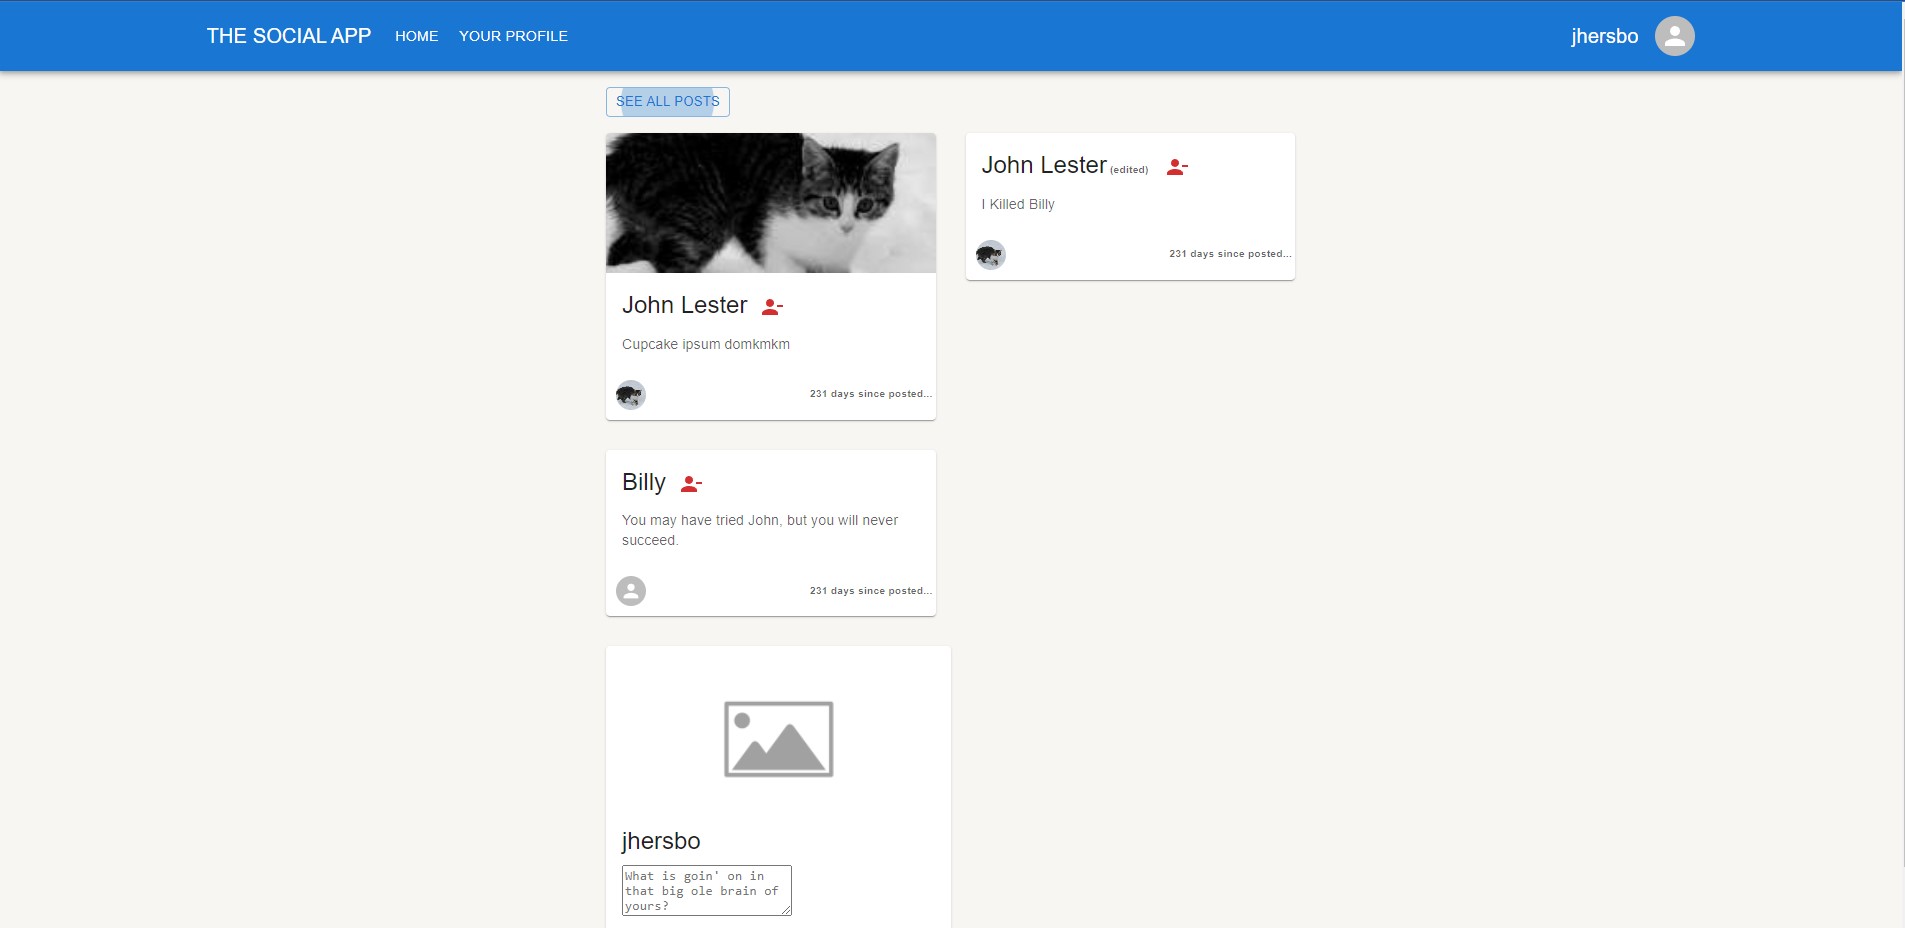 THE SOCIAL APP HOME YOUR PROFILE jhersbo
SEE ALL POSTS
John Lester
Cupcake ipsum domkmkm
231 days since posted...
John Lester (edited)
I Killed Billy
231 days since posted...
Billy
You may have tried John, but you will never
succeed.
231 days since posted...
jhersbo
What is goin' on in
that big ole brain of
yours?